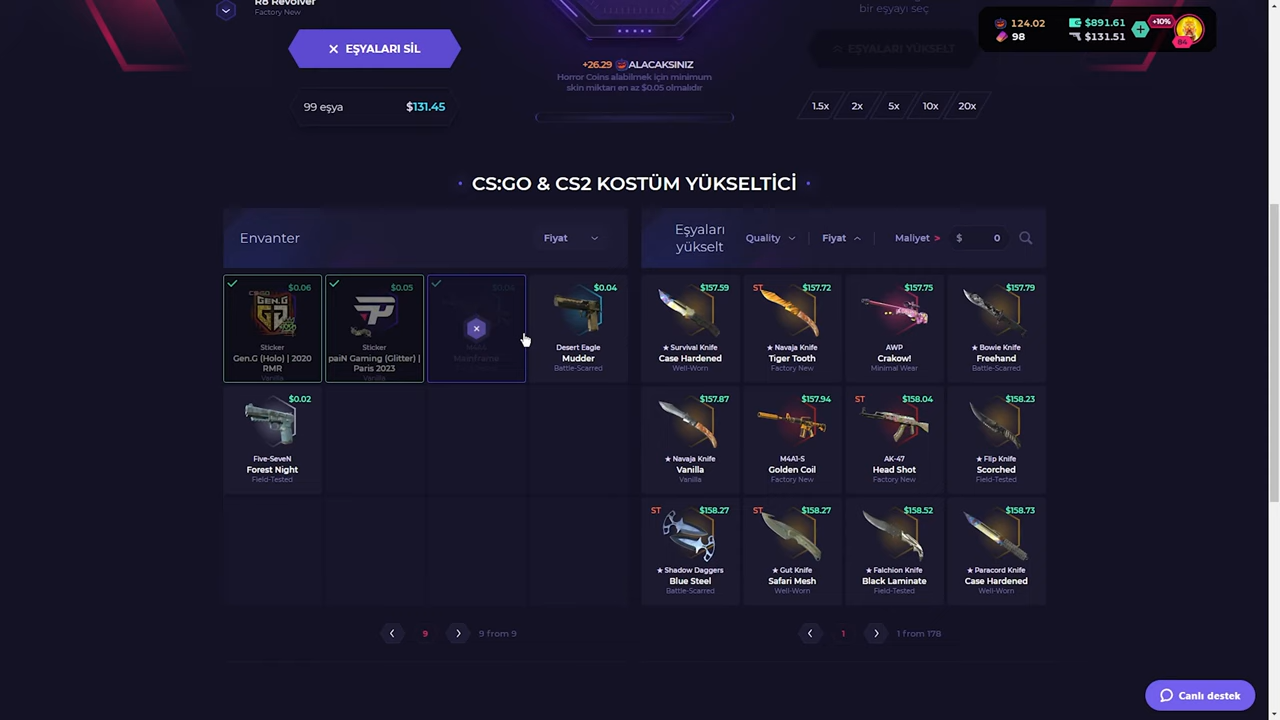 R8 Revolver
Factory New
EŞYALARI SİL
99 eşya
$131.45
+26.29 ALACAKSINIZ
Horror Coins alabilmek için minimum
skin miktarı en az $0.05 olmalıdır
bir eşyayı seç
EŞYALARI YÜKSELT
1.5x
2x
5x
10x
20x
124.02
98
$891.61
$131.51
+10%
84
CS:GO & CS2 KOSTÜM YÜKSELTİCİ
Envanter
Fiyat
$0.06
Sticker
Gen.G (Holo) | 2020
RMR
Vanilla
$0.05
Sticker
paiN Gaming (Glitter) |
Paris 2023
Vanilla
$0.04
M4A4
Mainframe
$0.04
Desert Eagle
Mudder
Battle-Scarred
$0.02
Five-SeveN
Forest Night
Field-Tested
9
9 from 9
Eşyaları
yükselt
Quality
Fiyat
Maliyet >
$ 0
$157.59
★ Survival Knife
Case Hardened
Well-Worn
ST
$157.72
★ Navaja Knife
Tiger Tooth
Factory New
$157.75
AWP
Crakow!
Minimal Wear
$157.79
★ Bowie Knife
Freehand
Battle-Scarred
$157.87
★ Navaja Knife
Vanilla
Vanilla
$157.94
M4A1-S
Golden Coil
Factory New
ST
$158.04
AK-47
Head Shot
Factory New
$158.23
★ Flip Knife
Scorched
Field-Tested
ST
$158.27
★ Shadow Daggers
Blue Steel
Battle-Scarred
ST
$158.27
★ Gut Knife
Safari Mesh
Well-Worn
$158.52
★ Falchion Knife
Black Laminate
Field-Tested
$158.73
★ Paracord Knife
Case Hardened
Well-Worn
1
1 from 178
Canlı destek